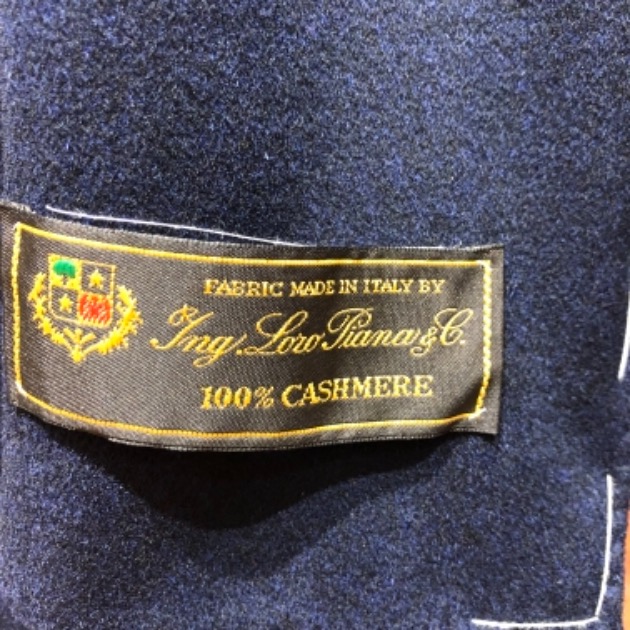 FABRIC MADE IN ITALY BY
Ing. Loro Piana & C.
100% CASHMERE